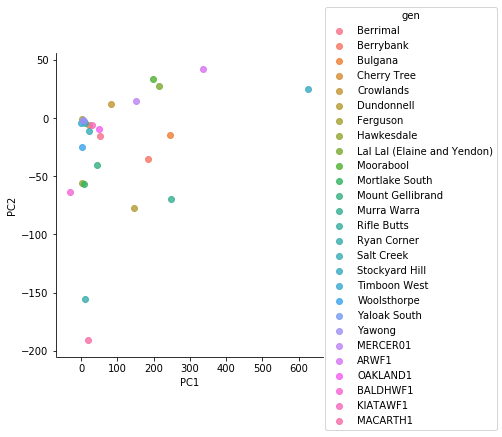 gen
Berrimal
Berrybank
Bulgana
Cherry Tree
Crowlands
Dundonnell
Ferguson
Hawkesdale
Lal Lal (Elaine and Yendon)
Moorabool
Mortlake South
Mount Gellibrand
Murra Warra
Rifle Butts
Ryan Corner
Salt Creek
Stockyard Hill
Timboon West
Woolsthorpe
Yaloak South
Yawong
MERCER01
ARWF1
OAKLAND1
BALDHWF1
KIATAWF1
MACARTH1
50
0
−50
−100
−150
−200
PC2
0 100 200 300 400 500 600
PC1